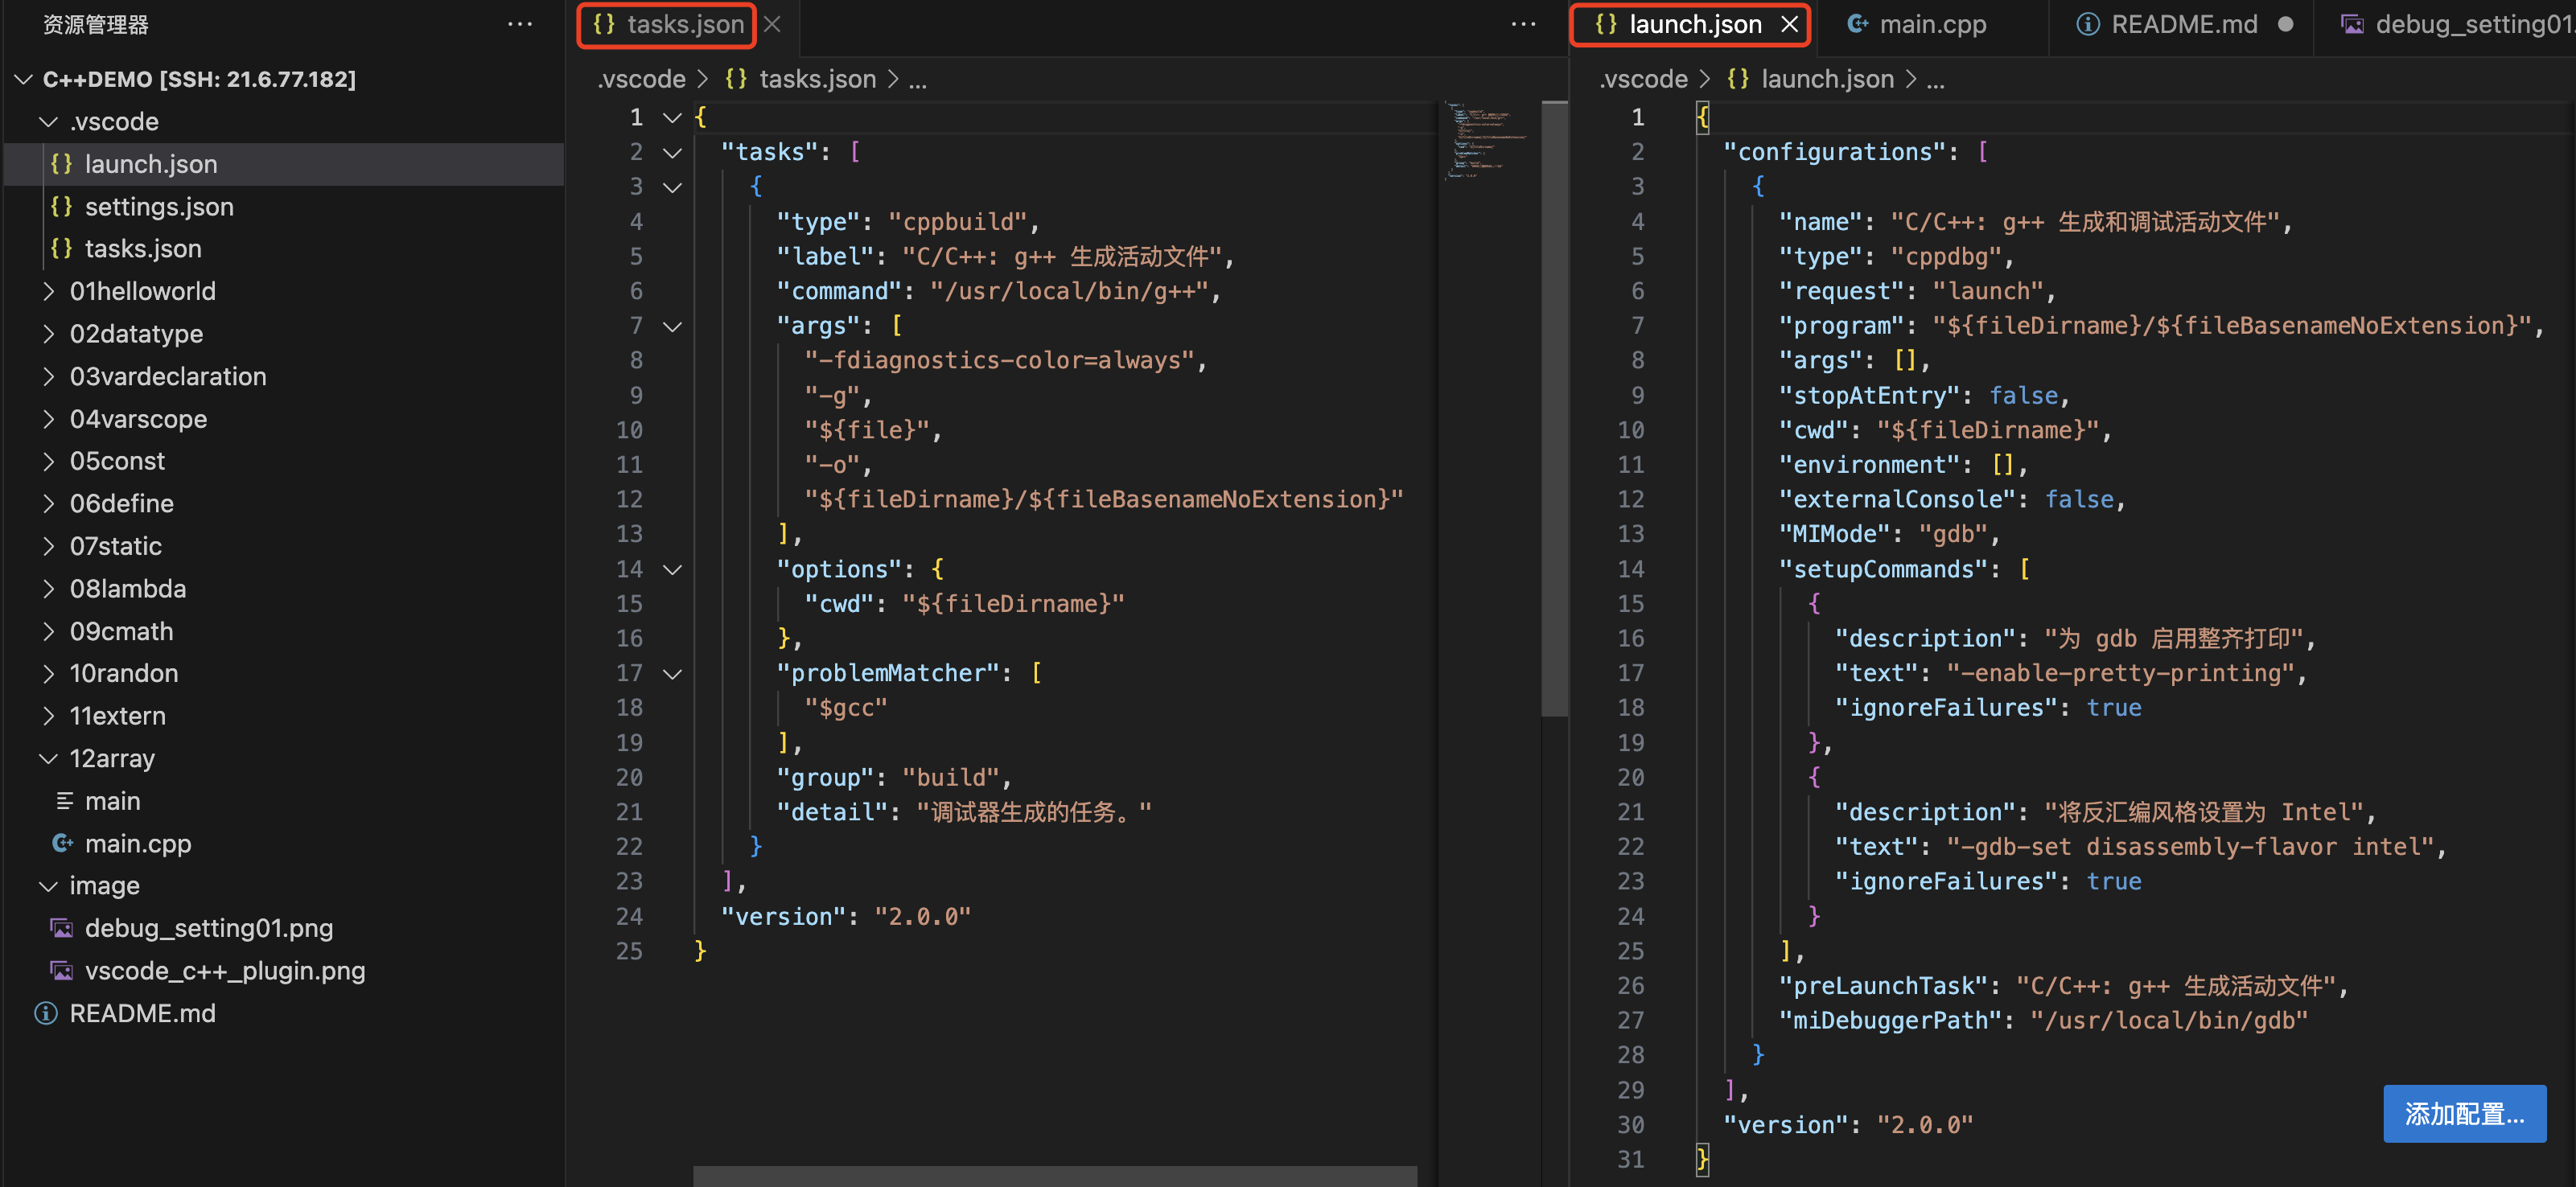 资源管理器 ...
C++DEMO [SSH: 21.6.77.182]
.vscode
launch.json
settings.json
tasks.json
01helloworld
02datatype
03vardeclaration
04varscope
05const
06define
07static
08lambda
09cmath
10randon
11extern
12array
main
main.cpp
image
debug_setting01.png
vscode_c++_plugin.png
README.md
{} tasks.json ...
.vscode > {} tasks.json > ...
1 {
2 "tasks": [
3 {
4 "type": "cppbuild",
5 "label": "C/C++: g++ 生成活动文件",
6 "command": "/usr/local/bin/g++",
7 "args": [
8 "-fdiagnostics-color=always",
9 "-g",
10 "${file}",
11 "-o",
12 "${fileDirname}/${fileBasenameNoExtension}"
13 ],
14 "options": {
15 "cwd": "${fileDirname}"
16 },
17 "problemMatcher": [
18 "$gcc"
19 ],
20 "group": "build",
21 "detail": "调试器生成的任务。"
22 }
23 ],
24 "version": "2.0.0"
25 }
{} launch.json main.cpp README.md debug_setting01.
.vscode > {} launch.json > ...
1 {
2 "configurations": [
3 {
4 "name": "C/C++: g++ 生成和调试活动文件",
5 "type": "cppdbg",
6 "request": "launch",
7 "program": "${fileDirname}/${fileBasenameNoExtension}",
8 "args": [],
9 "stopAtEntry": false,
10 "cwd": "${fileDirname}",
11 "environment": [],
12 "externalConsole": false,
13 "MIMode": "gdb",
14 "setupCommands": [
15 {
16 "description": "为 gdb 启用整齐打印",
17 "text": "-enable-pretty-printing",
18 "ignoreFailures": true
19 },
20 {
21 "description": "将反汇编风格设置为 Intel",
22 "text": "-gdb-set disassembly-flavor intel",
23 "ignoreFailures": true
24 }
25 ],
26 "preLaunchTask": "C/C++: g++ 生成活动文件",
27 "miDebuggerPath": "/usr/local/bin/gdb"
28 }
29 ],
30 "version": "2.0.0"
31 }
添加配置...